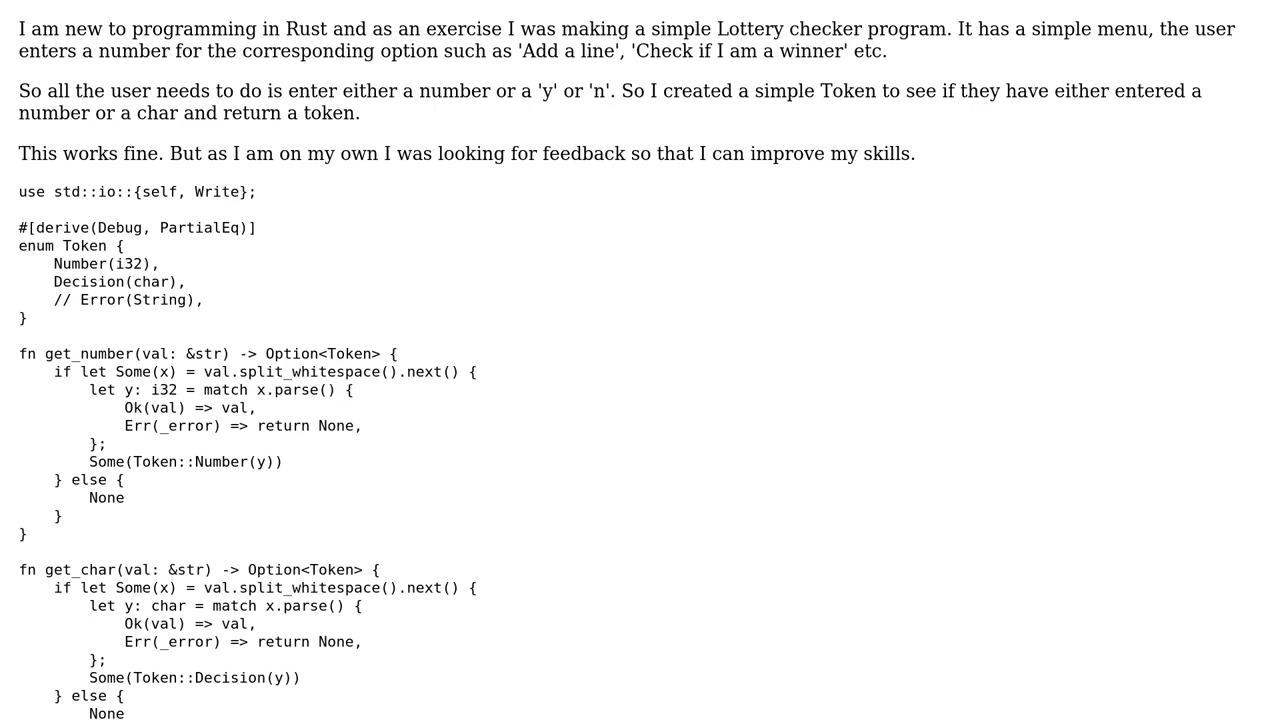 I am new to programming in Rust and as an exercise I was making a simple Lottery checker program. It has a simple menu, the user
enters a number for the corresponding option such as 'Add a line', 'Check if I am a winner' etc.
So all the user needs to do is enter either a number or a 'y' or 'n'. So I created a simple Token to see if they have either entered a
number or a char and return a token.
This works fine. But as I am on my own I was looking for feedback so that I can improve my skills.
use std::io::{self, Write};
#[derive(Debug, PartialEq)]
enum Token {
    Number(i32),
    Decision(char),
    // Error(String),
}
fn get_number(val: &str) -> Option<Token> {
    if let Some(x) = val.split_whitespace().next() {
        let y: i32 = match x.parse() {
            Ok(val) => val,
            Err(_error) => return None,
        };
        Some(Token::Number(y))
    } else {
        None
    }
}
fn get_char(val: &str) -> Option<Token> {
    if let Some(x) = val.split_whitespace().next() {
        let y: char = match x.parse() {
            Ok(val) => val,
            Err(_error) => return None,
        };
        Some(Token::Decision(y))
    } else {
        None